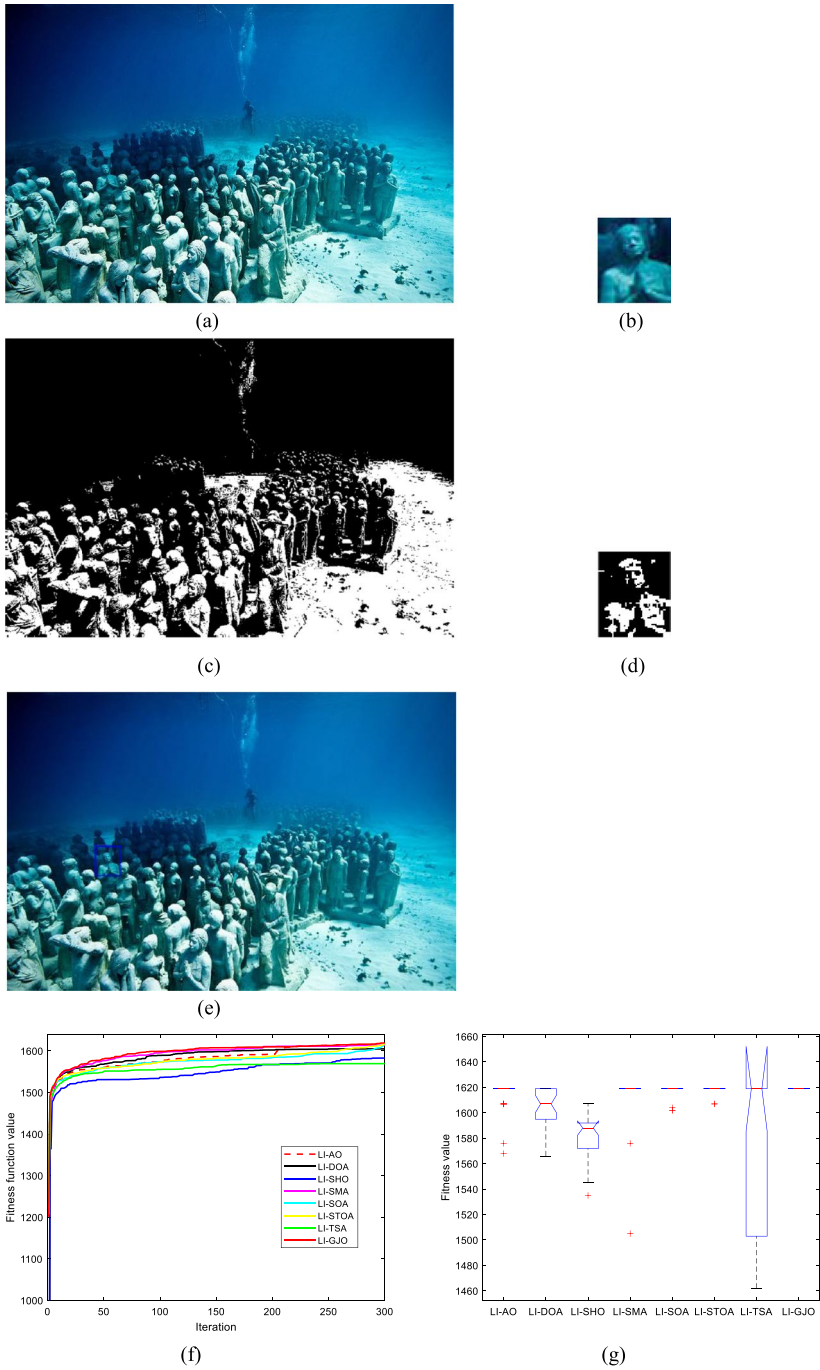 (a)
(b)
(c)
(d)
(e)
1600
1500
1400
1300
1200
1100
1000
Fitness function value
LI-AO
LI-DOA
LI-SHO
LI-SMA
LI-SOA
LI-STOA
LI-TSA
LI-GJO
0 50 100 150 200 250 300
Iteration
(f)
1660
1640
1620
1600
1580
1560
1540
1520
1500
1480
1460
Fitness value
LI-AO LI-DOA LI-SHO LI-SMA LI-SOA LI-STOA LI-TSA LI-GJO
(g)